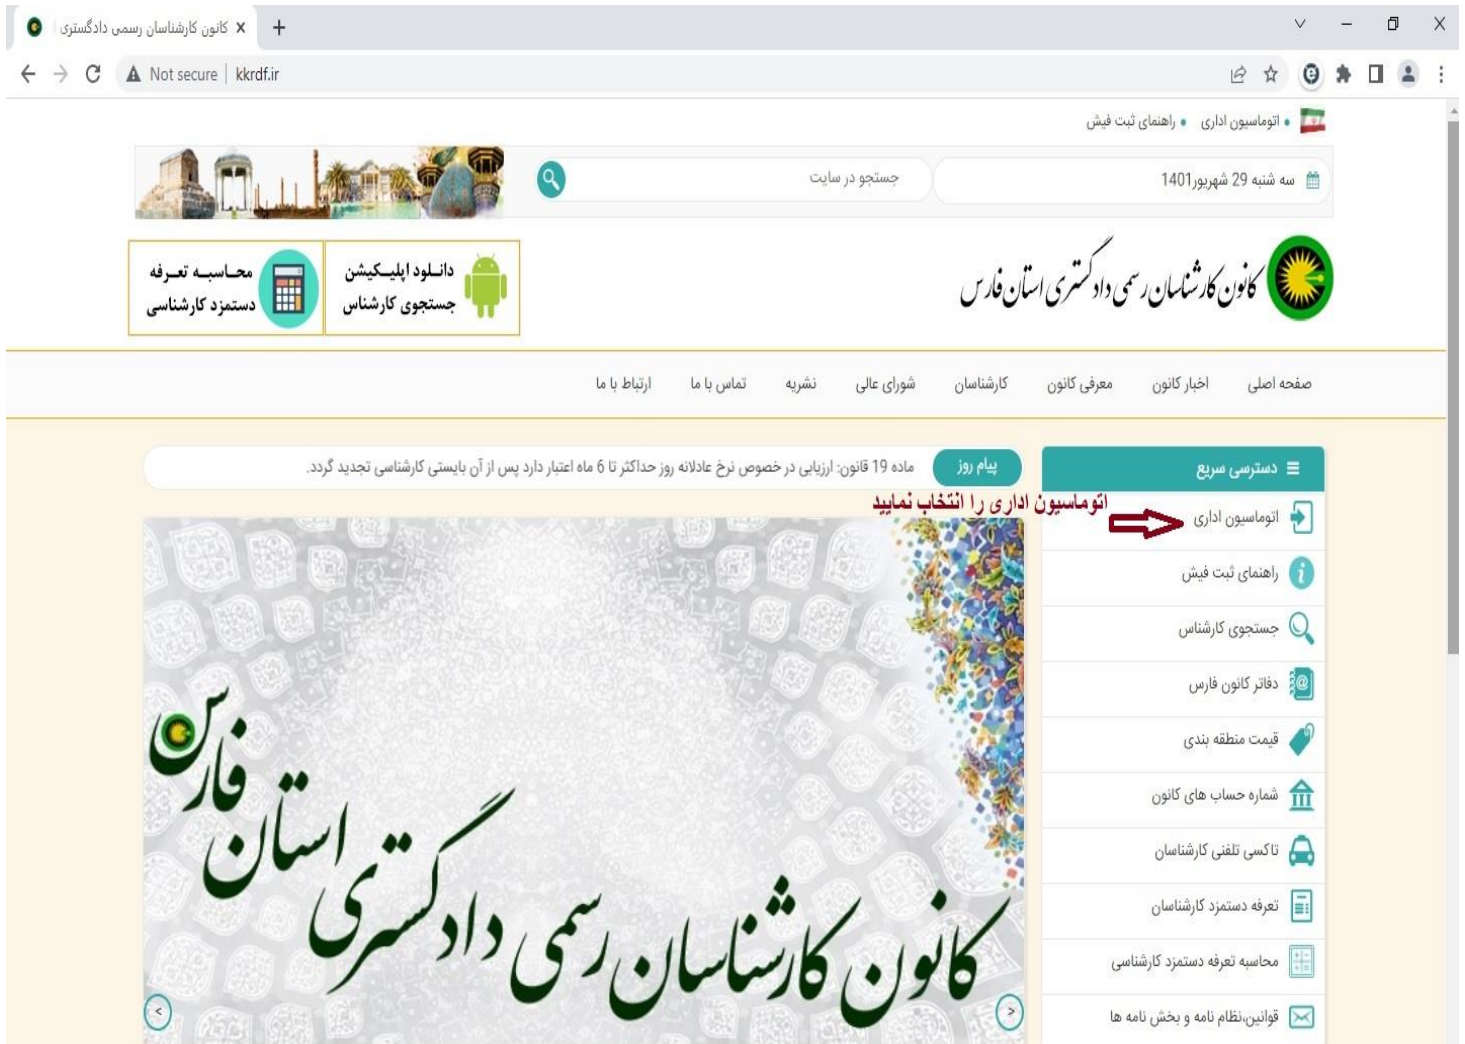 کانون کارشناسان رسمی دادگستری
Not secure | kkrdf.ir
اتوماسیون اداری • راهنمای ثبت فیش
سه شنبه 29 شهریور1401
جستجو در سایت
کانون کارشناسان رسمی دادگستری استان فارس
دانـلود اپلیـکیشن
جستجوی کارشناس
محـاسبـه تعـرفه
دستمزد کارشناسی
صفحه اصلی اخبار کانون معرفی کانون کارشناسان شورای عالی نشریه تماس با ما ارتباط با ما
دسترسی سریع
پیام روز
ماده 19 قانون: ارزیابی در خصوص نرخ عادلانه روز حداکثر تا 6 ماه اعتبار دارد پس از آن بایستی کارشناسی تجدید گردد.
اتوماسیون اداری را انتخاب نمایید
اتوماسیون اداری
راهنمای ثبت فیش
جستجوی کارشناس
دفاتر کانون فارس
قیمت منطقه بندی
شماره حساب های کانون
تاکسی تلفنی کارشناسان
تعرفه دستمزد کارشناسان
محاسبه تعرفه دستمزد کارشناسی
قوانین،نظام نامه و بخش نامه ها
کانون کارشناسان رسمی دادگستری استان فارس